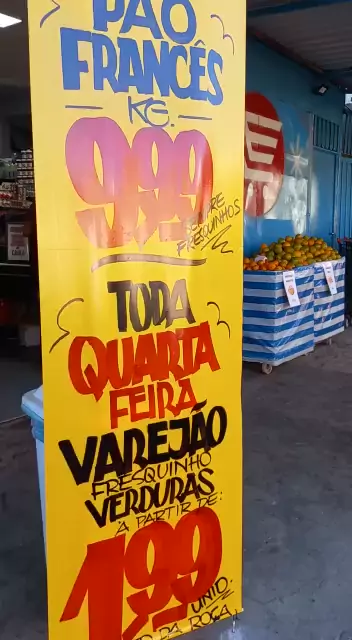 PÃO
FRANCÊS
KG.
9,99
SEMPRE
FRESQUINHOS
TODA
QUARTA
FEIRA
VAREJÃO
FRESQUINHO
VERDURAS
A PARTIR DE:
1,99
UNID.
DA ROÇA